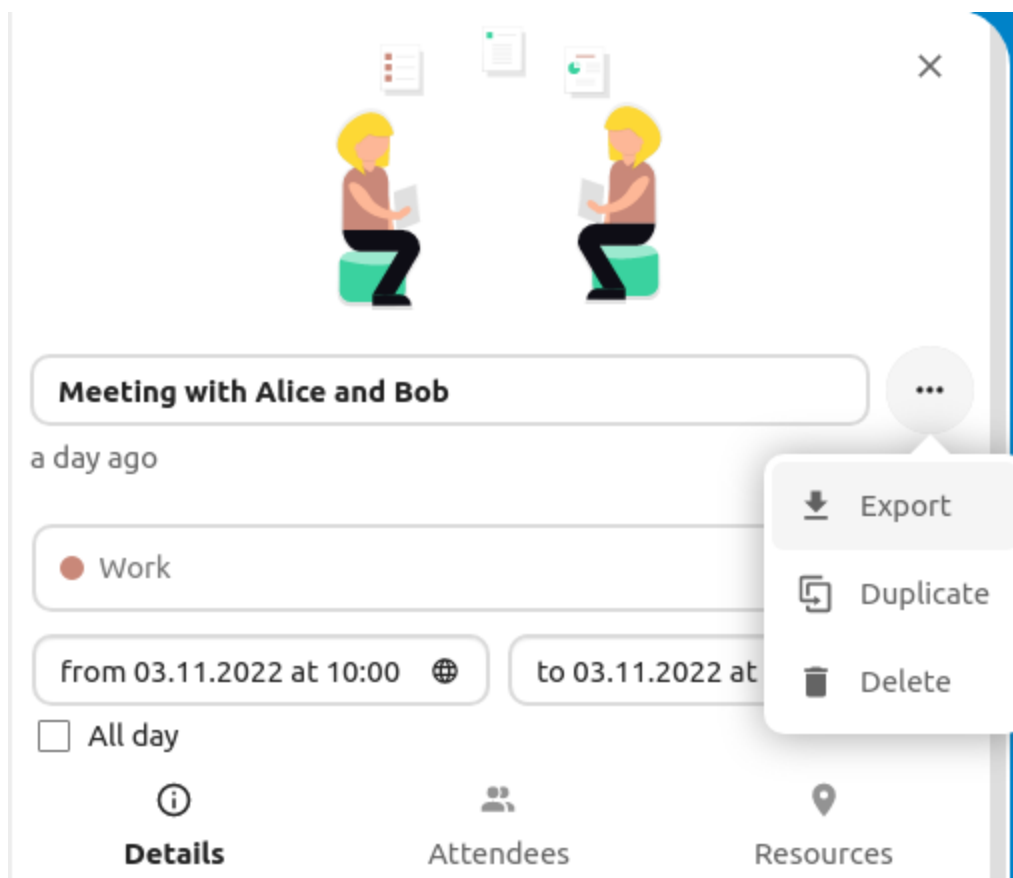 Meeting with Alice and Bob
a day ago
Export
Work
Duplicate
from 03.11.2022 at 10:00
to 03.11.2022 at
Delete
All day
Details
Attendees
Resources